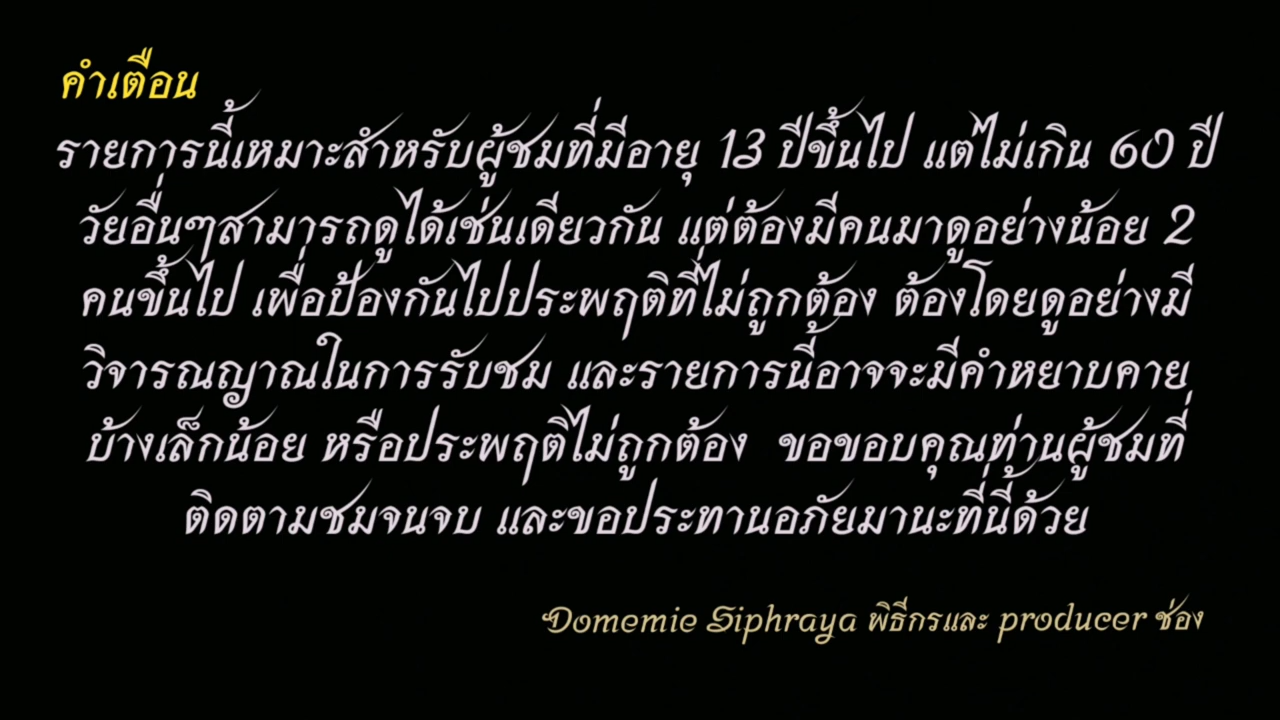 คำเตือน
รายการนี้เหมาะสำหรับผู้ชมที่มีอายุ 13 ปีขึ้นไป แต่ไม่เกิน 60 ปี
วัยอื่นๆสามารถดูได้เช่นเดียวกัน แต่ต้องมีคนมาดูอย่างน้อย 2
คนขึ้นไป เพื่อป้องกันไปประพฤติที่ไม่ถูกต้อง ต้องโดยดูอย่างมี
วิจารณญาณในการรับชม และรายการนี้อาจจะมีคำหยาบคาย
บ้างเล็กน้อย หรือประพฤติไม่ถูกต้อง ขอขอบคุณท่านผู้ชมที่
ติดตามชมจนจบ และขอประทานอภัยมานะที่นี้ด้วย
Domemie Siphraya พิธีกรและ producer ช่อง